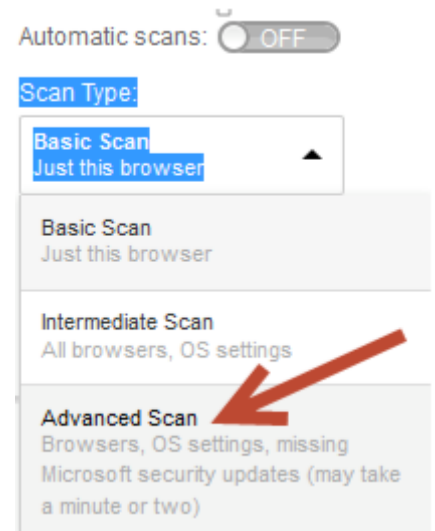 Automatic scans: OFF
Scan Type:
Basic Scan
Just this browser
Basic Scan
Just this browser
Intermediate Scan
All browsers, OS settings
Advanced Scan
Browsers, OS settings, missing
Microsoft security updates (may take
a minute or two)